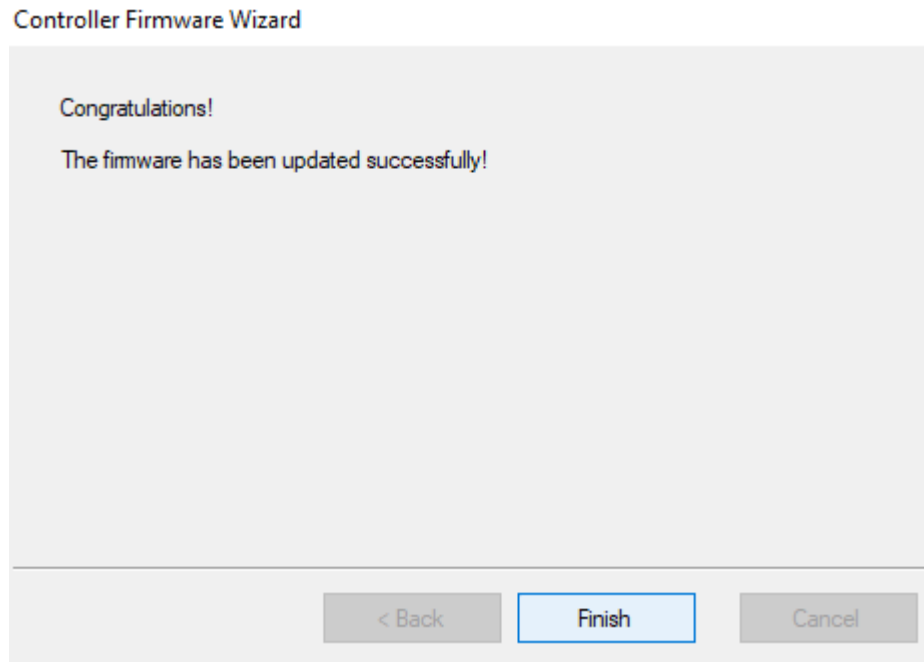 Controller Firmware Wizard
Congratulations!
The firmware has been updated successfully!
< Back Finish Cancel